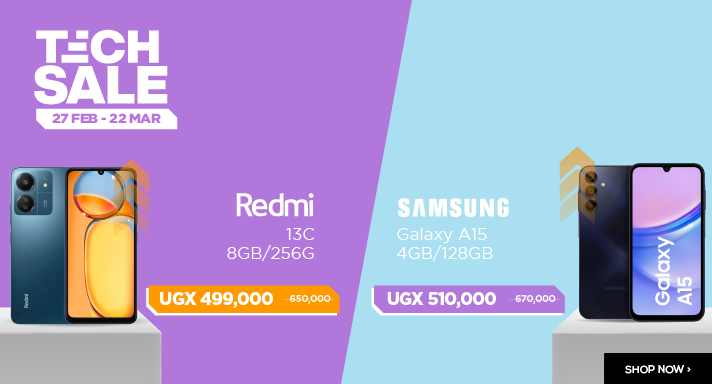 TECH
SALE
27 FEB - 22 MAR
Redmi
Redmi
13C
8GB/256G
UGX 499,000 650,000
SAMSUNG
Galaxy A15
4GB/128GB
UGX 510,000 670,000
Galaxy
A15
SHOP NOW ›